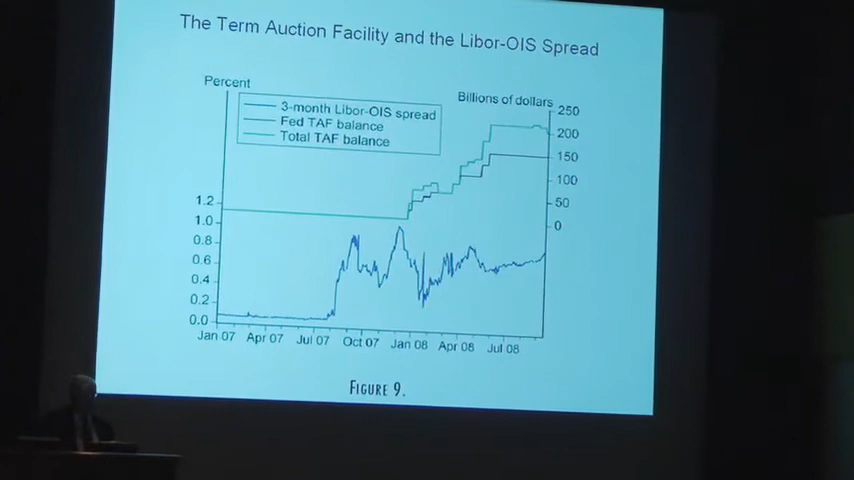 The Term Auction Facility and the Libor-OIS Spread
Percent
Billions of dollars
3-month Libor-OIS spread
Fed TAF balance
Total TAF balance
250
200
150
100
50
0
1.2
1.0
0.8
0.6
0.4
0.2
0.0
Jan 07 Apr 07 Jul 07 Oct 07 Jan 08 Apr 08 Jul 08
FIGURE 9.